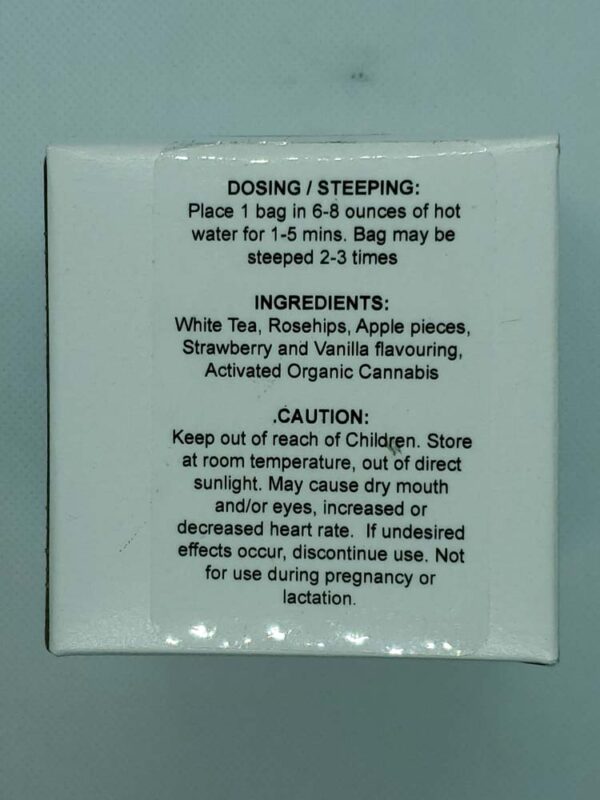 DOSING / STEEPING:
Place 1 bag in 6-8 ounces of hot
water for 1-5 mins. Bag may be
steeped 2-3 times
INGREDIENTS:
White Tea, Rosehips, Apple pieces,
Strawberry and Vanilla flavouring,
Activated Organic Cannabis
.CAUTION:
Keep out of reach of Children. Store
at room temperature, out of direct
sunlight. May cause dry mouth
and/or eyes, increased or
decreased heart rate.  If undesired
effects occur, discontinue use. Not
for use during pregnancy or
lactation.